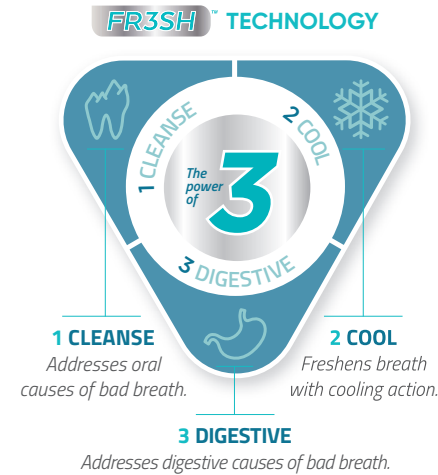 FR3SH™ TECHNOLOGY
1 CLEANSE
2 COOL
The
power
of
3
3 DIGESTIVE
1 CLEANSE
Addresses oral
causes of bad breath.
2 COOL
Freshens breath
with cooling action.
3 DIGESTIVE
Addresses digestive causes of bad breath.